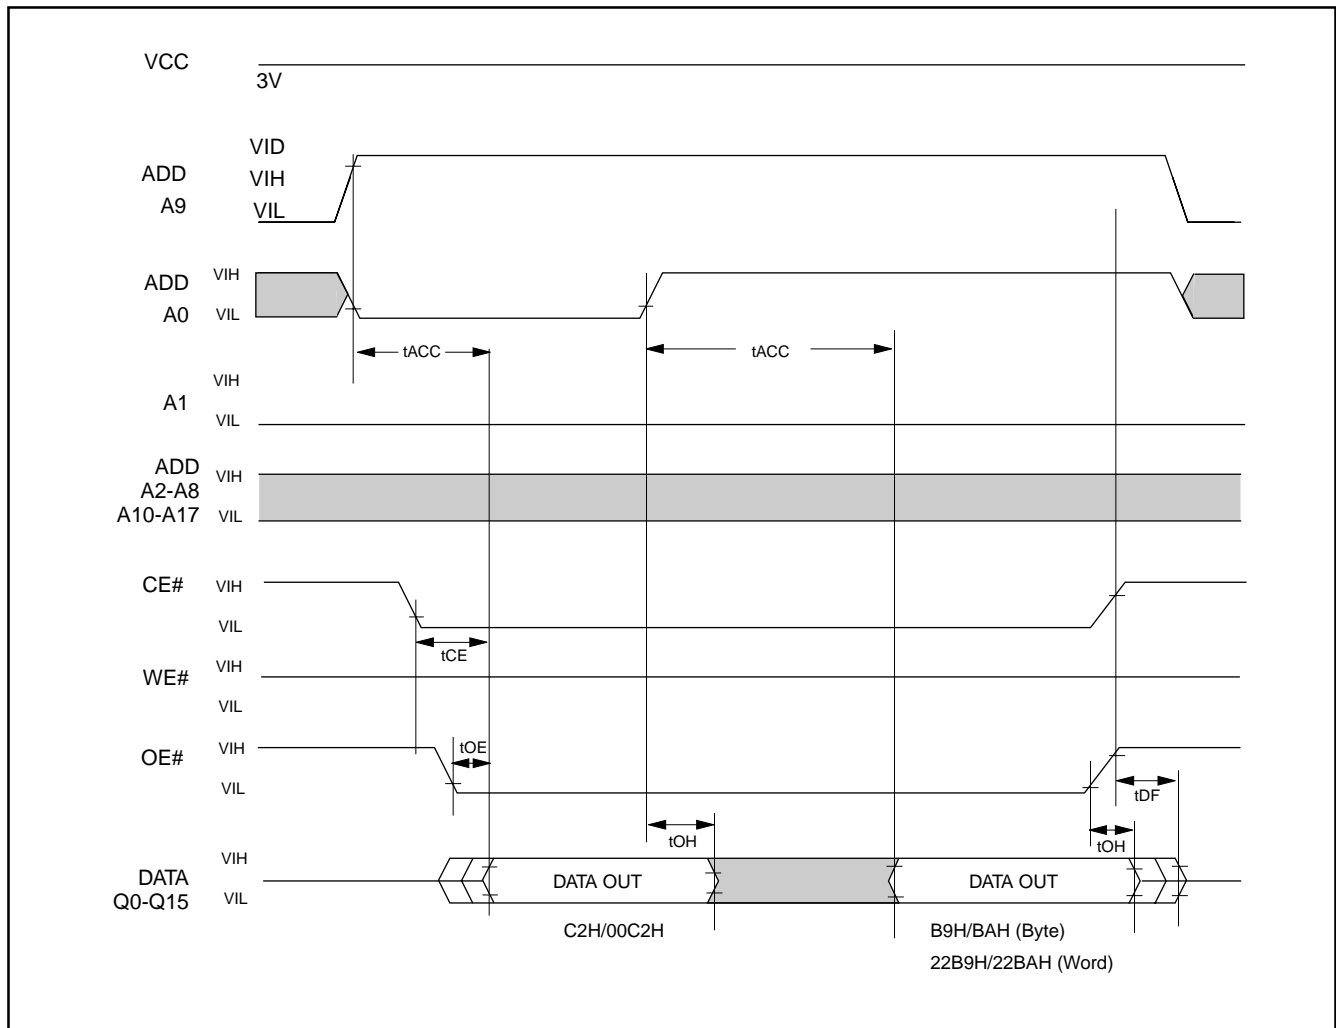 VCC
3V
VID
ADD
VIH
A9
VIL
ADD
VIH
A0
VIL
tACC
tACC
VIH
A1
VIL
ADD
VIH
A2-A8
A10-A17
VIL
CE#
VIH
VIL
tCE
WE#
VIH
VIL
OE#
VIH
tOE
VIL
tDF
tOH
tOH
VIH
DATA
DATA OUT
DATA OUT
Q0-Q15
VIL
C2H/00C2H
B9H/BAH (Byte)
22B9H/22BAH (Word)